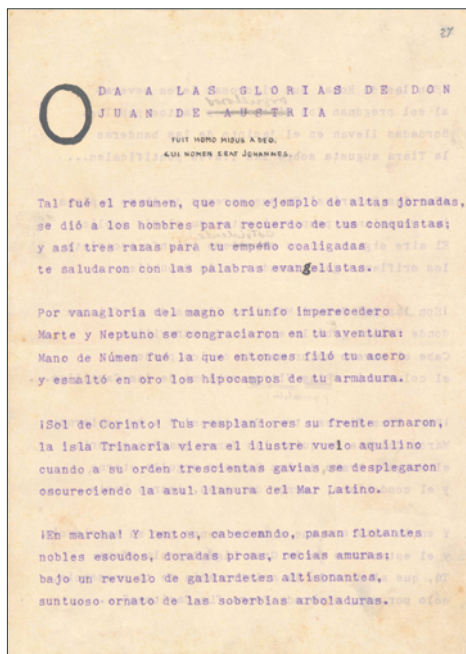 27
ODA A LAS GLORIAS DE DON
JUAN DE AUSTRIA
FUIT HOMO MISUS A DEO.
CUI NOMEN ERAT JOHANNES.
Tal fué el resumen, que como ejemplo de altas jornadas,
se dió a los hombres para recuerdo de tus conquistas;
y así tres razas para tu empeño coaligadas
te saludaron con las palabras evangelistas.
Por vanagloria del magno triunfo imperecedero
Marte y Neptuno se congraciaron en tu aventura:
Mano de Númen fué la que entonces filó tu acero
y esmaltó en oro los hipocampos de tu armadura.
¡Sol de Corinto! Tus resplandores su frente ornaron,
la isla Trinacria viera el ilustre vuelo aquilino
cuando a su orden trescientas gavias se desplegaron
oscureciendo la azul llanura del Mar Latino.
¡En marcha! Y lentos, cabeceando, pasan flotantes
nobles escudos, doradas proas, recias amuras;
bajo un revuelo de gallardetes altisonantes,
suntuoso ornato de las soberbias arboladuras.